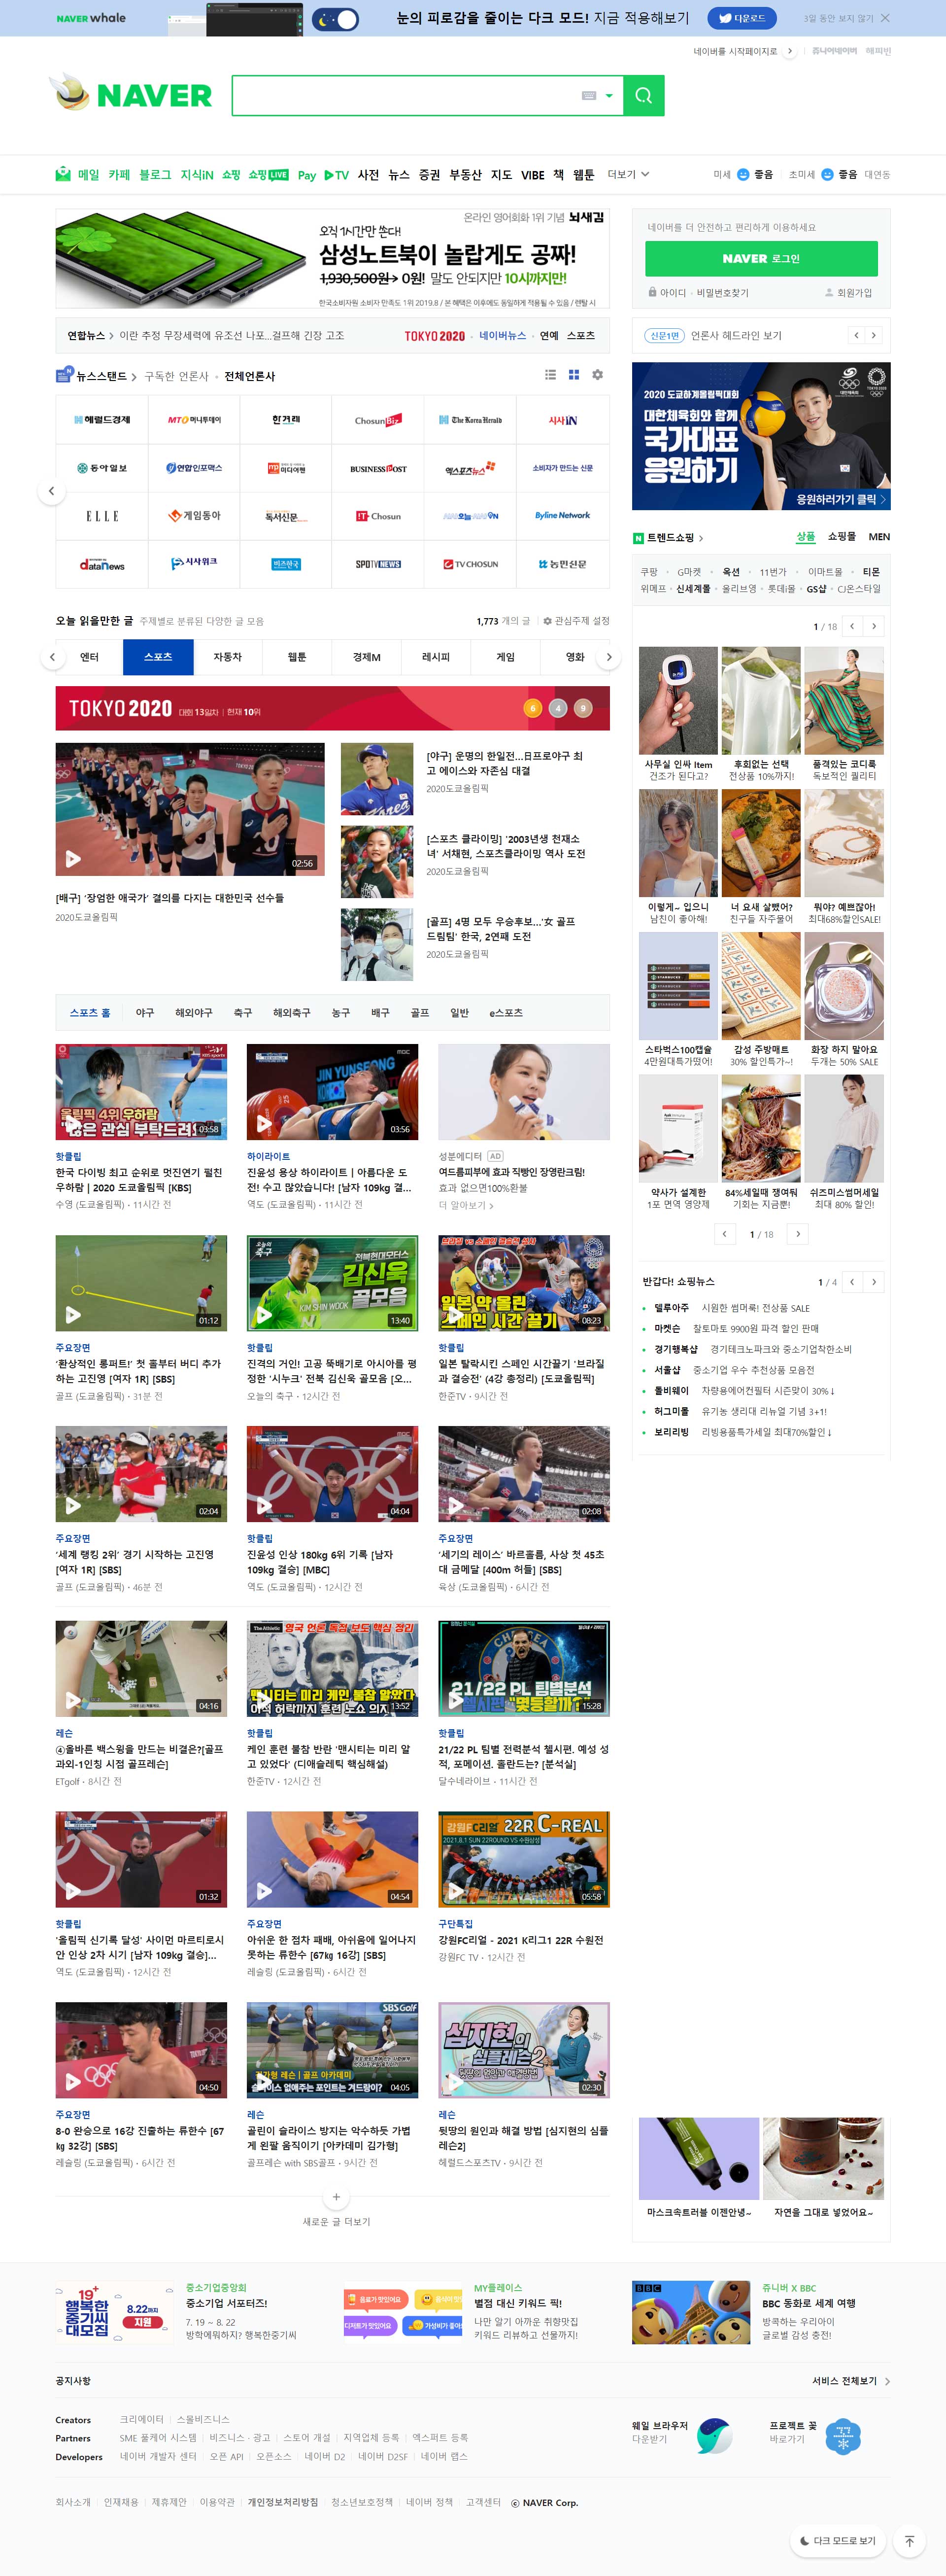 NAVER whale
눈의 피로감을 줄이는 다크 모드! 지금 적용해보기
다운로드
3일 동안 보지 않기
네이버를 시작페이지로
쥬니어네이버 해피빈
NAVER
메일 카페 블로그 지식iN 쇼핑 쇼핑LIVE Pay TV 사전 뉴스 증권 부동산 지도 VIBE 책 웹툰 더보기
미세 좋음 초미세 좋음 대연동
온라인 영어회화 1위 기념 뇌새김
오직 1시간만 쓴다!
삼성노트북이 놀랍게도 공짜!
1,930,500원→ 0원! 말도 안되지만 10시까지만!
한국소비자원 소비자 만족도 1위 2019.8 / 본 혜택은 이후에도 동일하게 적용될 수 있음 / 렌탈 시
네이버를 더 안전하고 편리하게 이용하세요
NAVER 로그인
아이디 · 비밀번호찾기
회원가입
연합뉴스 > 이란 추정 무장세력에 유조선 나포...걸프해 긴장 고조
TOKYO 2020 · 네이버뉴스 · 연예 스포츠
신문1면 언론사 헤드라인 보기
뉴스스탠드 > 구독한 언론사 · 전체언론사
헤럴드경제 MTO 머니투데이 한겨레 ChosunBiz The Korea Herald 시사IN
동아일보 연합인포맥스 미디어펜 BUSINESSPOST 엑스포츠뉴스 소비자가 만드는 신문
ELLE 게임동아 독서신문 IT Chosun Byline Network
dataNews 시사위크 비즈한국 SPOTVNEWS TV CHOSUN 농민신문
2020 도쿄하계올림픽대회
대한체육회와 함께
국가대표
응원하기
응원하러가기 클릭 >
트렌드쇼핑 >
상품 쇼핑몰 MEN
쿠팡 · G마켓 · 옥션 · 11번가 · 이마트몰 · 티몬
위메프 · 신세계몰 · 올리브영 · 롯데i몰 · GS샵 · CJ온스타일
1 / 18
사무실 인싸 Item
건조가 된다고?
후회없는 선택
전상품 10%까지!
품격있는 코디룩
독보적인 퀄리티
이렇게~ 입으니
남친이 좋아해!
너 요새 살뺐어?
친구들 자주물어
뭐야? 예쁘잖아!
최대68%할인SALE!
스타벅스100캡슐
4만원대특가떴어!
감성 주방매트
30% 할인특가~!
화장 하지 말아요
두개는 50% SALE
약사가 설계한
1포 면역 영양제
84%세일때 쟁여둬
기회는 지금뿐!
쉬즈미스썸머세일
최대 80% 할인!
1 / 18
반갑다! 쇼핑뉴스
1 / 4
델루아주 시원한 썸머룩! 전상품 SALE
마켓슨 찰토마토 9900원 파격 할인 판매
경기행복샵 경기테크노파크와 중소기업착한소비
서울샵 중소기업 우수 추천상품 모음전
톨비웨이 차량용에어컨필터 시즌맞이 30%↓
허그미몰 유기농 생리대 리뉴얼 기념 3+1!
보리리빙 리빙용품특가세일 최대70%할인↓
오늘 읽을만한 글 주제별로 분류된 다양한 글 모음
1,773 개의 글 관심주제 설정
엔터 스포츠 자동차 웹툰 경제M 레시피 게임 영화
TOKYO 2020 대회 13일차 | 현재 10위
6 4 9
02:56
[배구] '장엄한 애국가' 결의를 다지는 대한민국 선수들
2020도쿄올림픽
[야구] 운명의 한일전...日프로야구 최
고 에이스와 자존심 대결
2020도쿄올림픽
[스포츠 클라이밍] '2003년생 천재소
녀' 서채현, 스포츠클라이밍 역사 도전
2020도쿄올림픽
[골프] 4명 모두 우승후보...'女 골프
드림팀' 한국, 2연패 도전
2020도쿄올림픽
스포츠 홈 야구 해외야구 축구 해외축구 농구 배구 골프 일반 e스포츠
올림픽 4위 우하람
많은 관심 부탁드려요
03:58
핫클립
한국 다이빙 최고 순위로 멋진연기 펼친
우하람 | 2020 도쿄올림픽 [KBS]
수영 (도쿄올림픽) · 11시간 전
JIN YUNSEONG
03:56
하이라이트
진윤성 용상 하이라이트 | 아름다운 도
전! 수고 많았습니다! [남자 109kg 결...
역도 (도쿄올림픽) · 11시간 전
성분에디터 AD
여드름피부에 효과 직빵인 장영란크림!
효과 없으면100%환불
더 알아보기 >
01:12
주요장면
'환상적인 롱퍼트!' 첫 홀부터 버디 추가
하는 고진영 [여자 1R] [SBS]
골프 (도쿄올림픽) · 31분 전
오늘의 축구
전북현대모터스
김신욱
KIM SHIN WOOK
골모음
13:40
핫클립
진격의 거인! 고공 뚝배기로 아시아를 평
정한 '시누크' 전북 김신욱 골모음 [오...
오늘의 축구 · 12시간 전
일본 약 올린
스페인 시간 끌기
08:23
핫클립
일본 탈락시킨 스페인 시간끌기 '브라질
과 결승전' (4강 총정리) [도쿄올림픽]
한준TV · 9시간 전
02:04
주요장면
'세계 랭킹 2위' 경기 시작하는 고진영
[여자 1R] [SBS]
골프 (도쿄올림픽) · 46분 전
04:04
핫클립
진윤성 인상 180kg 6위 기록 [남자
109kg 결승] [MBC]
역도 (도쿄올림픽) · 12시간 전
02:08
주요장면
'세기의 레이스' 바르홀름, 사상 첫 45초
대 금메달 [400m 허들] [SBS]
육상 (도쿄올림픽) · 6시간 전
04:16
레슨
④올바른 백스윙을 만드는 비결은?[골프
과외-1인칭 시점 골프레슨]
ETgolf · 8시간 전
The Athletic 영국 언론 독점 보도 핵심 정리
맨시티는 미리 케인 불참 알았다
13:52
핫클립
케인 훈련 불참 반란 '맨시티는 미리 알
고 있었다' (디애슬레틱 핵심해설)
한준TV · 12시간 전
21/22 PL 팀별분석
15:28
핫클립
21/22 PL 팀별 전력분석 첼시편. 예성 성
적, 포메이션. 홀란드는? [분석실]
달수네라이브 · 11시간 전
01:32
핫클립
'올림픽 신기록 달성' 사이먼 마르티로시
안 인상 2차 시기 [남자 109kg 결승]...
역도 (도쿄올림픽) · 12시간 전
04:54
주요장면
아쉬운 한 점차 패배, 아쉬움에 일어나지
못하는 류한수 [67kg 16강] [SBS]
레슬링 (도쿄올림픽) · 6시간 전
강원FC리얼 22R C-REAL
2021.8.1 SUN 22ROUND VS 수원삼성
05:58
구단특집
강원FC리얼 - 2021 K리그1 22R 수원전
강원FC TV · 12시간 전
04:50
주요장면
8-0 완승으로 16강 진출하는 류한수 [67
kg 32강] [SBS]
레슬링 (도쿄올림픽) · 6시간 전
SBS Golf
김가형 레슨 | 골프 아카데미
슬라이스 없애주는 포인트는 겨드랑이?
04:05
레슨
골린이 슬라이스 방지는 악수하듯 가볍
게 왼팔 움직이기 [아카데미 김가형]
골프레슨 with SBS골프 · 9시간 전
심지현의
심플레슨2
뒷땅의 원인과 해결방법
02:30
레슨
뒷땅의 원인과 해결 방법 [심지현의 심플
레슨2]
헤럴드스포츠TV · 9시간 전
마스크속트러블 이젠안녕~
자연을 그대로 넣었어요~
새로운 글 더보기
19+
행복한
중기씨
대모집
8.22까지
지원
중소기업중앙회
중소기업 서포터즈!
7. 19 ~ 8. 22
방학에뭐하지? 행복한중기씨
음료가 맛있어요
디저트가 맛있어요
가성비가 좋아
MY플레이스
별점 대신 키워드 픽!
나만 알기 아까운 취향맛집
키워드 리뷰하고 선물까지!
BBC
쥬니버 X BBC
BBC 동화로 세계 여행
방콕하는 우리아이
글로벌 감성 충전!
공지사항
서비스 전체보기 >
Creators 크리에이터 | 스몰비즈니스
Partners SME 풀케어 시스템 | 비즈니스 · 광고 | 스토어 개설 | 지역업체 등록 | 엑스퍼트 등록
Developers 네이버 개발자 센터 | 오픈 API | 오픈소스 | 네이버 D2 | 네이버 D2SF | 네이버 랩스
웨일 브라우저
다운받기
프로젝트 꽃
바로가기
회사소개 | 인재채용 | 제휴제안 | 이용약관 | 개인정보처리방침 | 청소년보호정책 | 네이버 정책 | 고객센터 ⓒ NAVER Corp.
다크 모드로 보기